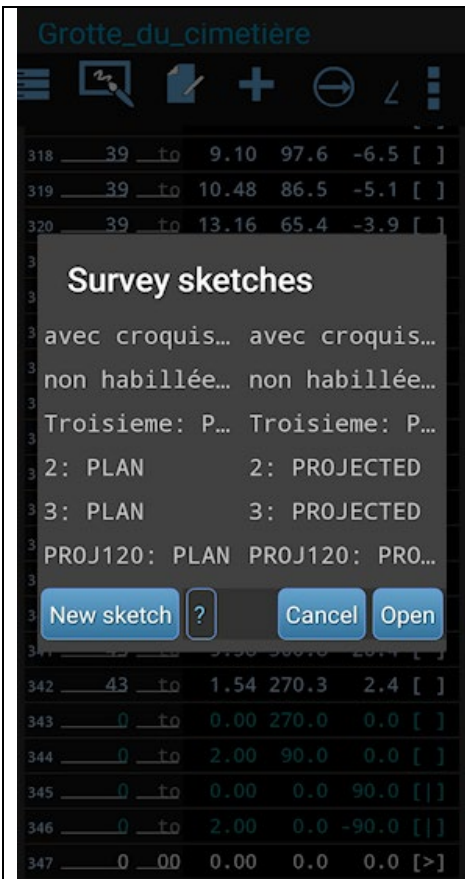 Grotte_du_cimetière
318 39 to 9.10 97.6 -6.5 [ ]
319 39 to 10.48 86.5 -5.1 [ ]
320 39 to 13.16 65.4 -3.9 [ ]
Survey sketches
avec croquis… avec croquis…
non habillée… non habillée…
Troisieme: P… Troisieme: P…
2: PLAN 2: PROJECTED
3: PLAN 3: PROJECTED
PROJ120: PLAN PROJ120: PRO…
New sketch ? Cancel Open
342 43 to 1.54 270.3 2.4 [ ]
343 0 to 0.00 270.0 0.0 [ ]
344 0 to 2.00 90.0 0.0 [ ]
345 0 to 0.00 0.0 90.0 [|]
346 0 to 2.00 0.0 -90.0 [|]
347 0 00 0.00 0.0 0.0 [>]